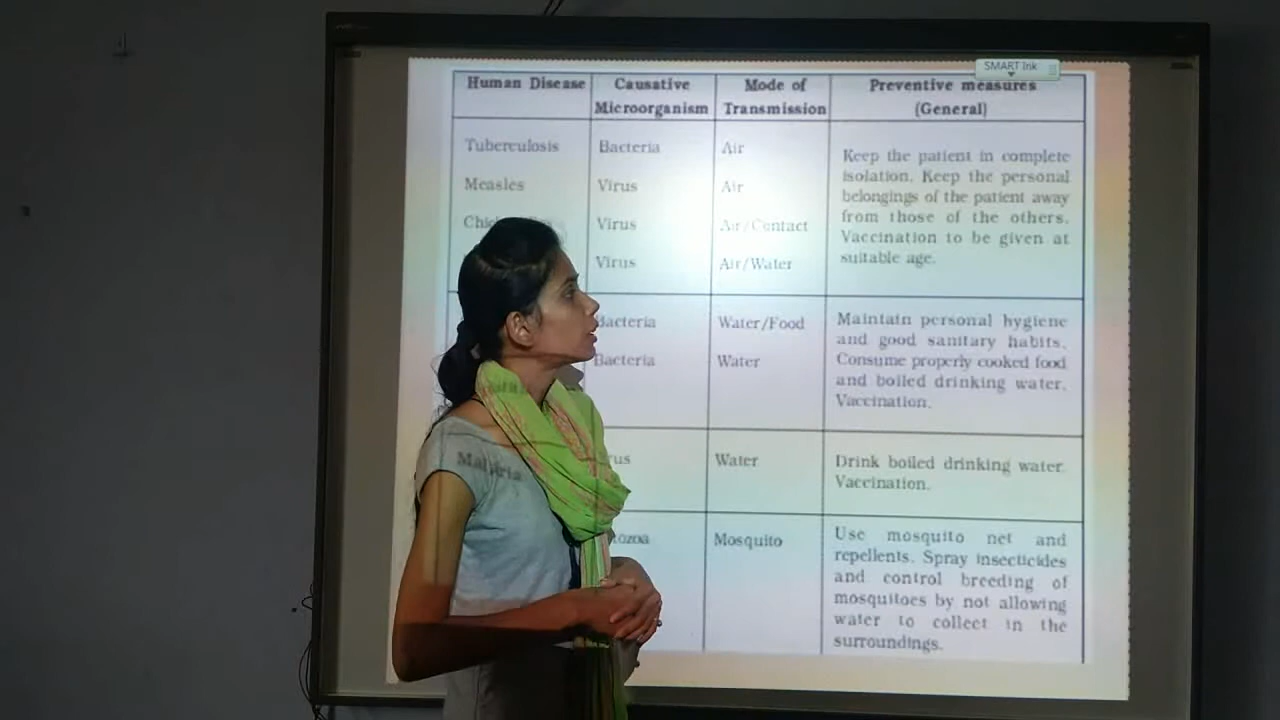 SMART Ink
Human Disease Causative Microorganism Mode of Transmission Preventive measures (General)
Tuberculosis Bacteria Air
Measles Virus Air
Virus Air/Contact
Virus Air/Water
Keep the patient in complete
isolation. Keep the personal
belongings of the patient away
from those of the others.
Vaccination to be given at
suitable age.
Bacteria Water/Food
Bacteria Water
Maintain personal hygiene
and good sanitary habits.
Consume properly cooked food
and boiled drinking water.
Vaccination.
Water
Drink boiled drinking water.
Vaccination.
Malaria
Mosquito
Use mosquito net and
repellents. Spray insecticides
and control breeding of
mosquitoes by not allowing
water to collect in the
surroundings.